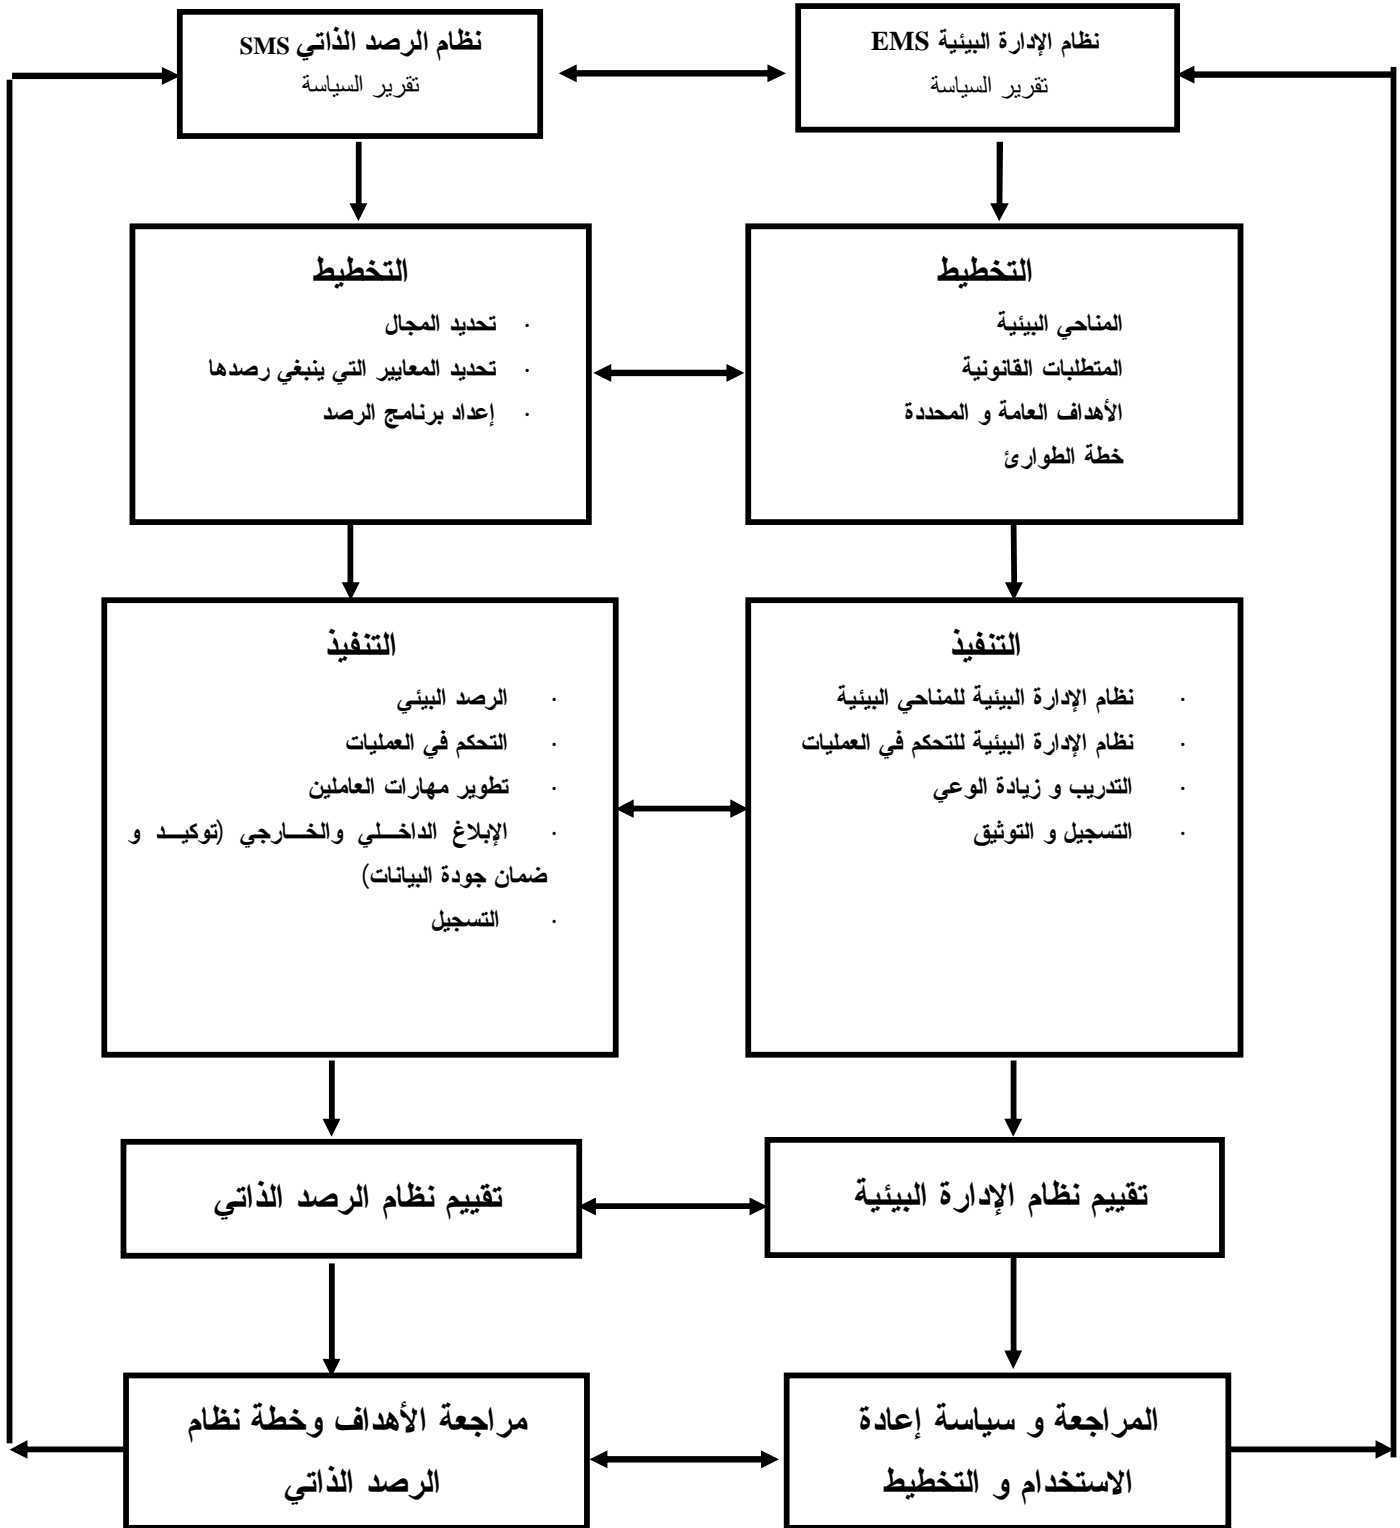 نظام الإدارة البيئية EMS
تقرير السياسة
نظام الرصد الذاتي SMS
تقرير السياسة
التخطيط
المناحي البيئية
المتطلبات القانونية
الأهداف العامة و المحددة
خطة الطوارئ
التخطيط
· تحديد المجال
· تحديد المعايير التي ينبغي رصدها
· إعداد برنامج الرصد
التنفيذ
· نظام الإدارة البيئية للمناحي البيئية
· نظام الإدارة البيئية للتحكم في العمليات
· التدريب و زيادة الوعي
· التسجيل و التوثيق
التنفيذ
· الرصد البيئي
· التحكم في العمليات
· تطوير مهارات العاملين
· الإبلاغ الداخلي والخارجي (توكيد و
ضمان جودة البيانات)
· التسجيل
تقييم نظام الإدارة البيئية
تقييم نظام الرصد الذاتي
المراجعة و سياسة إعادة
الاستخدام و التخطيط
مراجعة الأهداف وخطة نظام
الرصد الذاتي